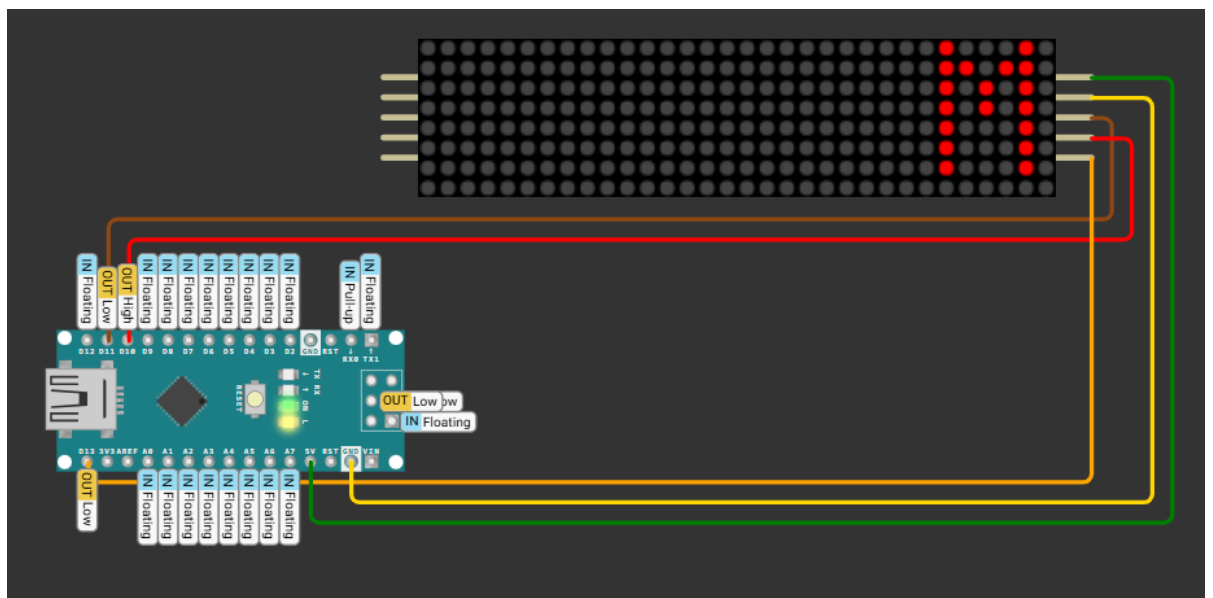 M
IN Floating
OUT Low
OUT High
IN Floating
IN Floating
IN Floating
IN Floating
IN Floating
IN Floating
IN Floating
IN Floating
IN Pull-up
IN Floating
D12 D11 D10 D9 D8 D7 D6 D5 D4 D3 D2 GND RST RX0 TX1
TX
RX
ON
L
RESET
OUT Low
IN Floating
D13 3V3 AREF A0 A1 A2 A3 A4 A5 A6 A7 5V RST GND VIN
OUT Low
IN Floating
IN Floating
IN Floating
IN Floating
IN Floating
IN Floating
IN Floating
IN Floating